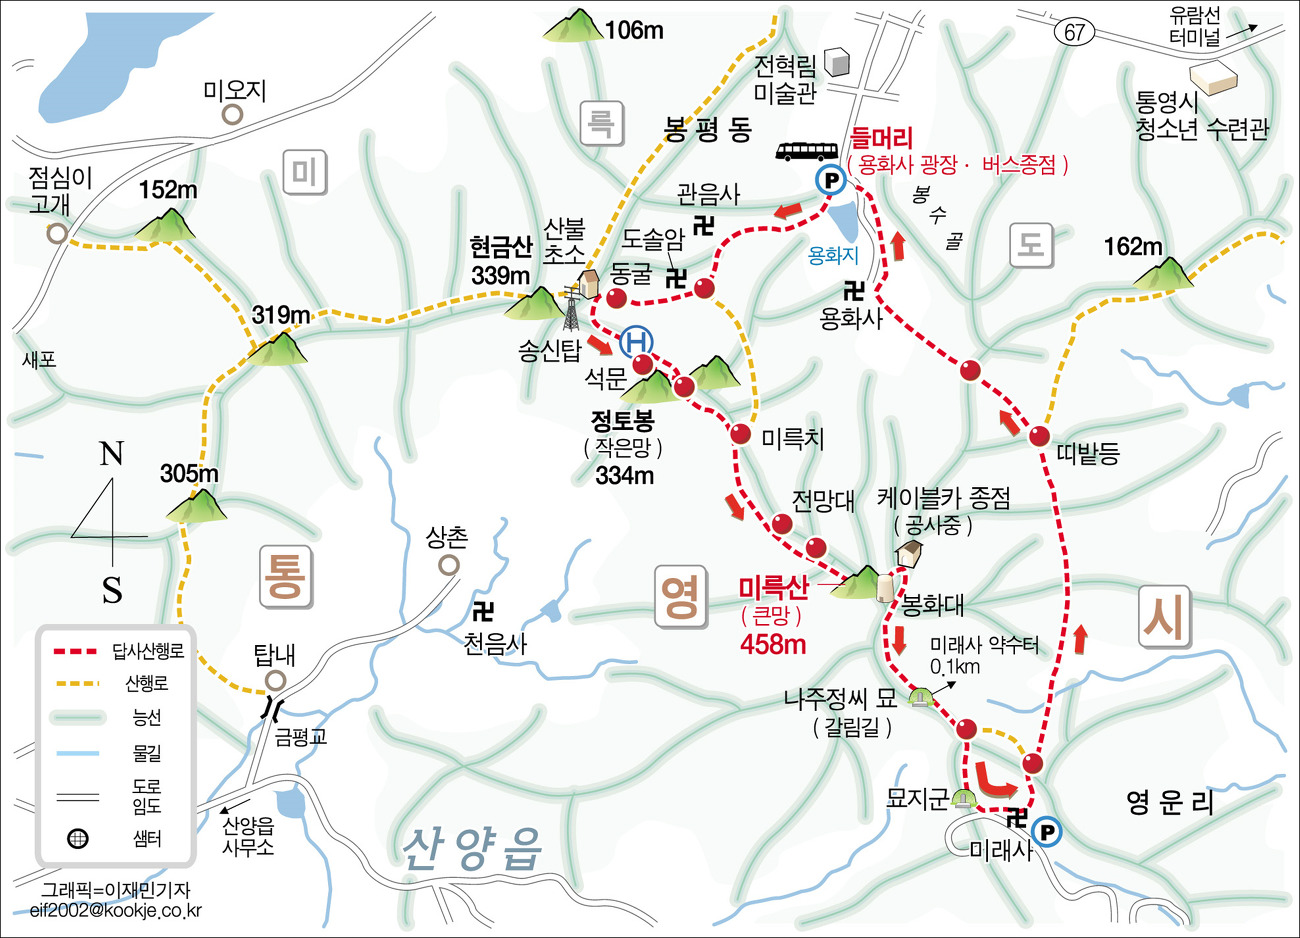 106m
67
유람선
터미널
전혁림
미술관
통영시
청소년 수련관
미오지
륵
봉평동
들머리
( 용화사 광장 · 버스종점 )
P
미
점심이
고개
152m
관음사
봉수골
도
162m
현금산
339m
산불
초소
도솔암
동굴
용화지
용화사
319m
송신탑
H
석문
새포
정토봉
( 작은망 )
334m
미륵치
띠밭등
N
S
305m
전망대
케이블카 종점
( 공사중 )
상촌
통
영
시
미륵산
( 큰망 )
458m
봉화대
천음사
미래사 약수터
0.1km
탑내
나주정씨 묘
( 갈림길 )
금평교
묘지군
영운리
P
미래사
산양읍
사무소
산양읍
답사산행로
산행로
능선
물길
도로
임도
샘터
그래픽=이재민기자
eif2002@kookje.co.kr